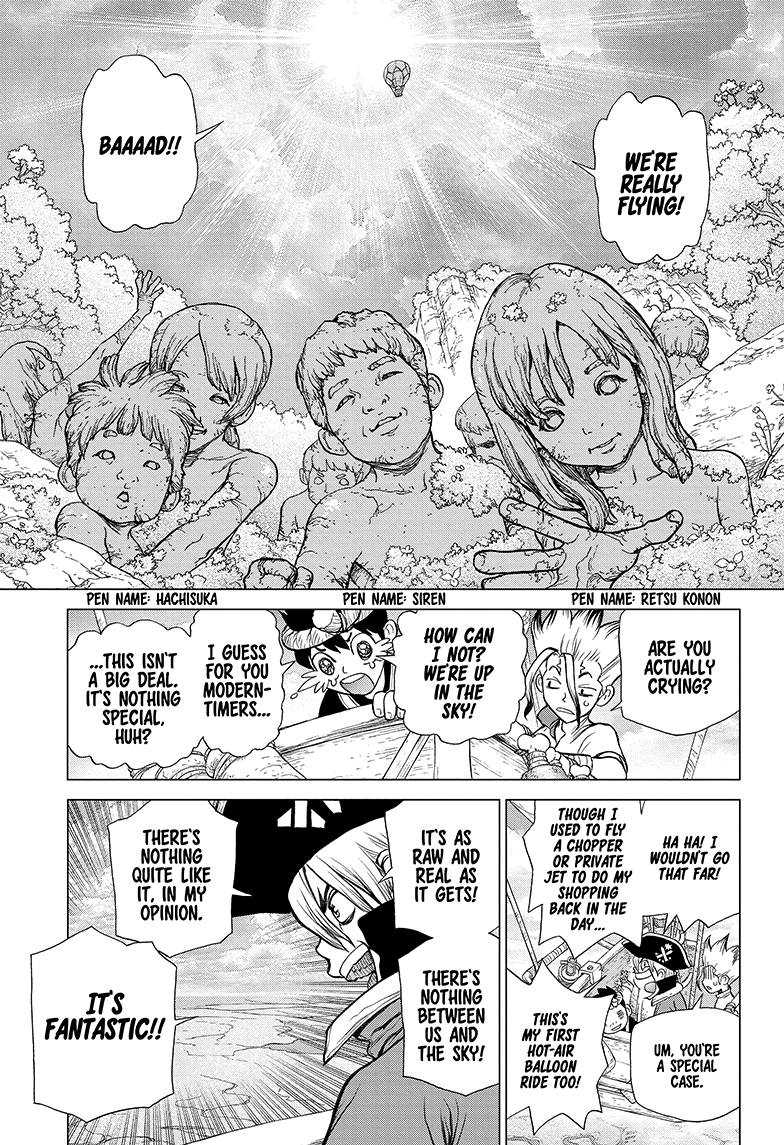 WE'RE
REALLY
FLYING!
BAAAAD!!
PEN NAME: HACHISUKA
PEN NAME: SIREN
PEN NAME: RETSU KONON
ARE YOU
ACTUALLY
CRYING?
HOW CAN
I NOT?
WE'RE UP
IN THE
SKY!
I GUESS
FOR YOU
MODERN-
TIMERS...
...THIS ISN'T
A BIG DEAL.
IT'S NOTHING
SPECIAL,
HUH?
HA HA! I
WOULDN'T GO
THAT FAR!
THOUGH I
USED TO FLY
A CHOPPER
OR PRIVATE
JET TO DO MY
SHOPPING
BACK IN THE
DAY...
UM, YOU'RE
A SPECIAL
CASE.
THIS'S
MY FIRST
HOT-AIR
BALLOON
RIDE TOO!
IT'S AS
RAW AND
REAL AS
IT GETS!
THERE'S
NOTHING
BETWEEN
US AND
THE SKY!
THERE'S
NOTHING
QUITE LIKE
IT, IN MY
OPINION.
IT'S
FANTASTIC!!